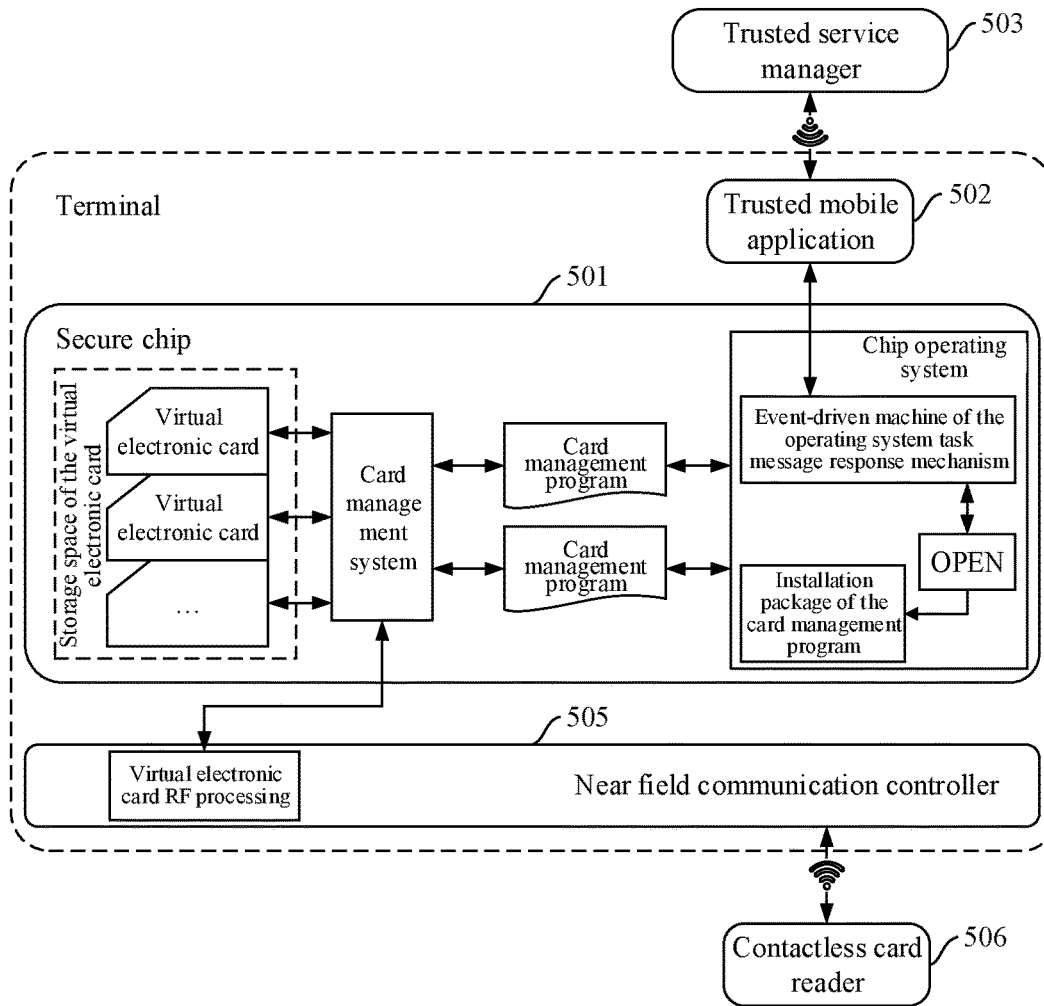 Trusted service
manager
503
Terminal
Trusted mobile
application
502
501
Secure chip
Storage space of the virtual
electronic card
Virtual
electronic card
Virtual
electronic card
...
Card
manage
ment
system
Card
management
program
Card
management
program
Chip operating
system
Event-driven machine of the
operating system task
message response mechanism
OPEN
Installation
package of the
card management
program
505
Virtual electronic
card RF processing
Near field communication controller
Contactless card
reader
506